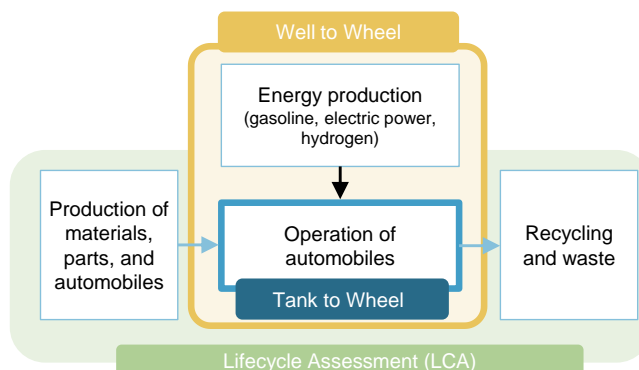 Well to Wheel
Energy production
(gasoline, electric power,
hydrogen)
Production of
materials,
parts, and
automobiles
Operation of
automobiles
Tank to Wheel
Recycling
and waste
Lifecycle Assessment (LCA)